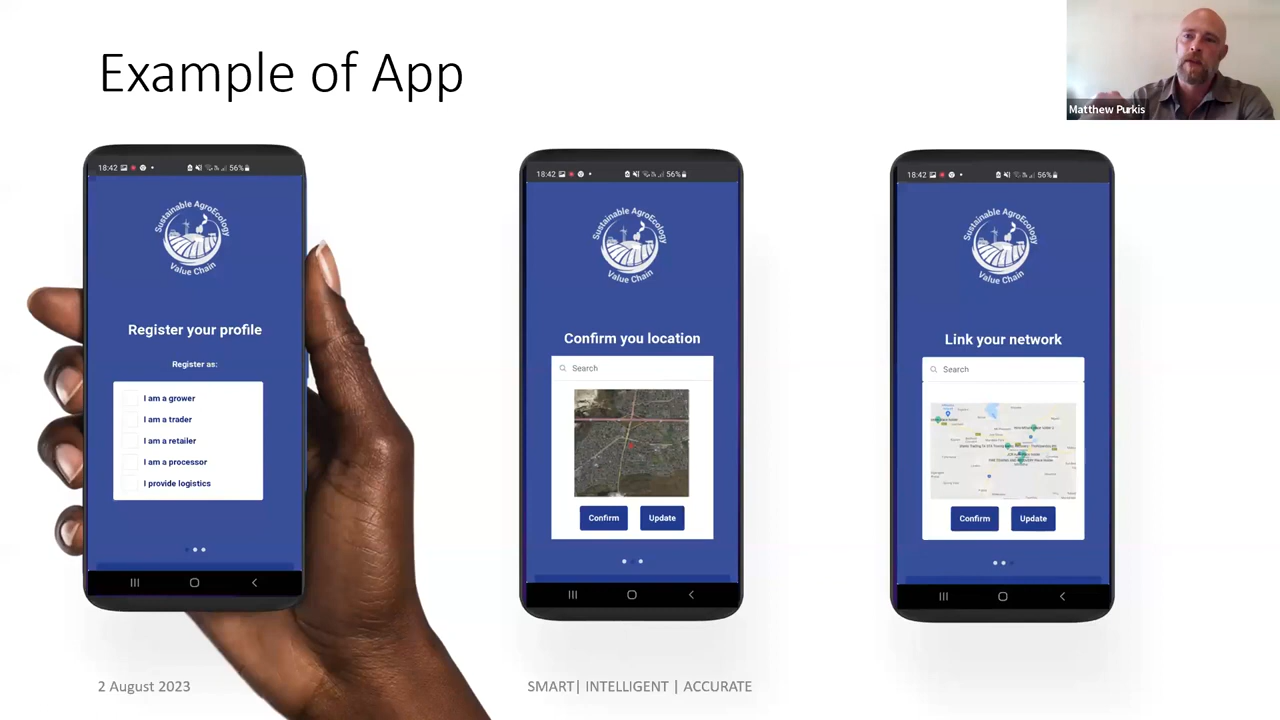 Example of App
Matthew Purkis
18:42
56%
Sustainable AgroEcology
Value Chain
Register your profile
Register as:
I am a grower
I am a trader
I am a retailer
I am a processor
I provide logistics
18:42
56%
Sustainable AgroEcology
Value Chain
Confirm you location
Search
Confirm
Update
18:42
56%
Sustainable AgroEcology
Value Chain
Link your network
Search
Confirm
Update
2 August 2023
SMART| INTELLIGENT | ACCURATE